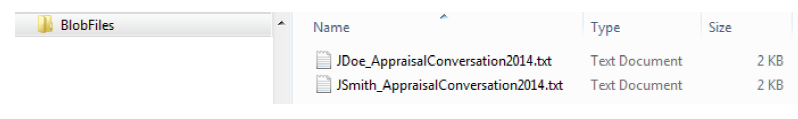 BlobFiles
Name Type Size
JDoe_AppraisalConversation2014.txt Text Document 2 KB
JSmith_AppraisalConversation2014.txt Text Document 2 KB